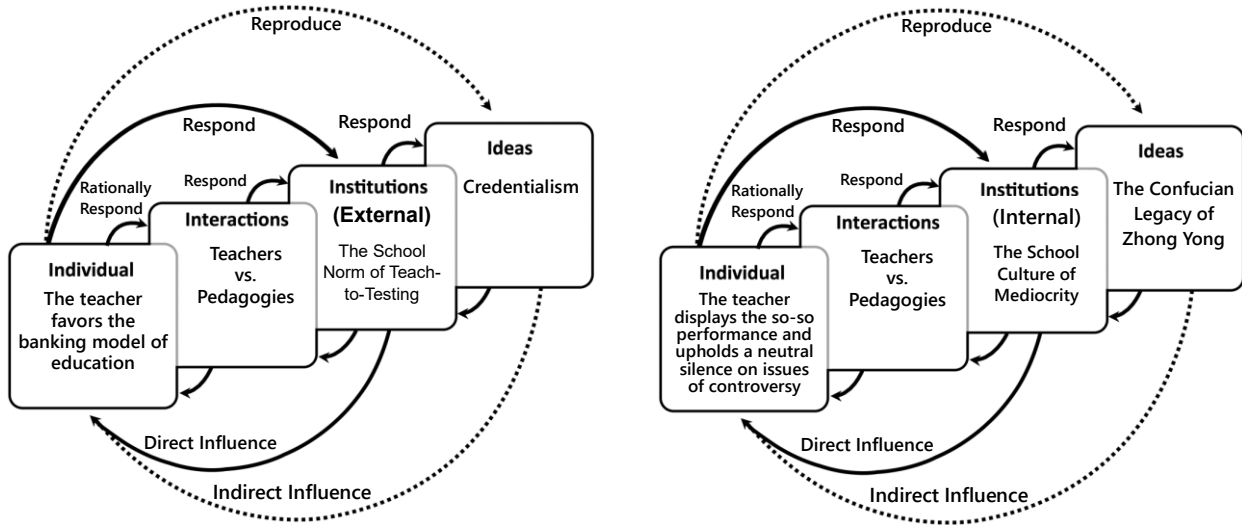 Reproduce
Respond
Respond
Ideas
Credentialism
Rationally
Respond
Respond
Institutions
(External)
The School
Norm of Teach-
to-Testing
Interactions
Teachers
vs.
Pedagogies
Individual
The teacher
favors the
banking model of
education
Direct Influence
Indirect Influence
Reproduce
Respond
Respond
Ideas
The Confucian
Legacy of
Zhong Yong
Rationally
Respond
Respond
Institutions
(Internal)
The School
Culture of
Mediocrity
Interactions
Teachers
vs.
Pedagogies
Individual
The teacher
displays the so-so
performance and
upholds a neutral
silence on issues
of controversy
Direct Influence
Indirect Influence